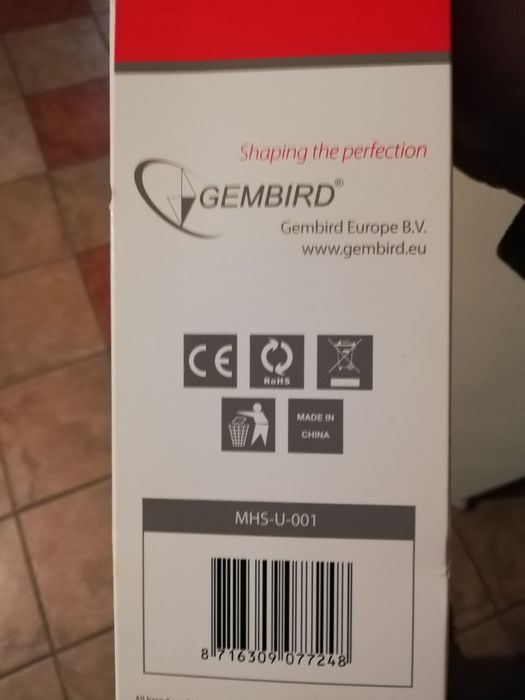 Shaping the perfection
GEMBIRD®
Gembird Europe B.V.
www.gembird.eu
CE
RoHS
MADE IN
CHINA
MHS-U-001
8 716309 077248